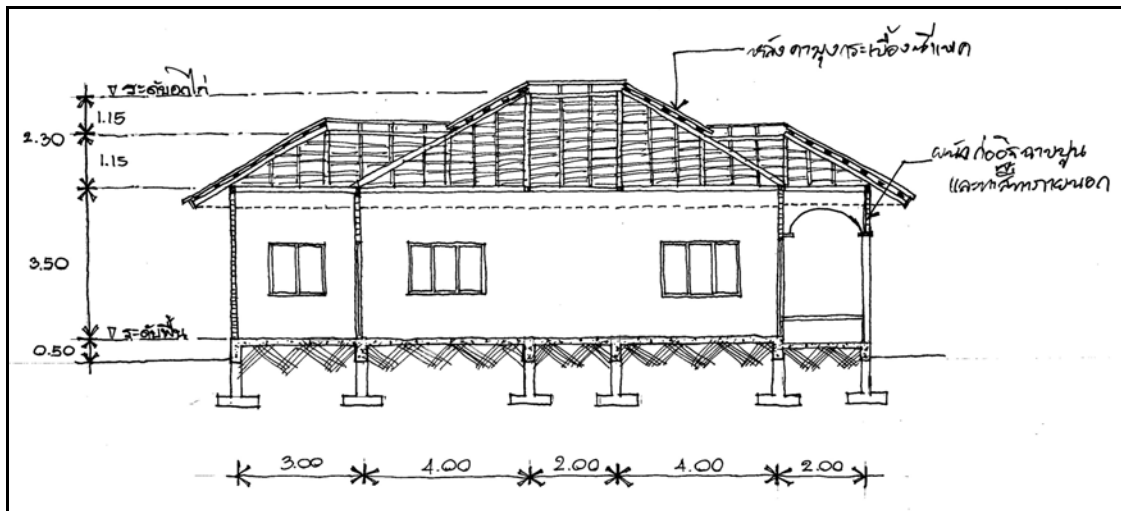 หลังคามุงกระเบื้องซีแพค
▽ ระดับอกไก่
1.15
2.30
1.15
ผนังก่ออิฐฉาบปูน
และทาสีภายนอก
3.50
▽ ระดับพื้น
0.50
3.00 4.00 2.00 4.00 2.00